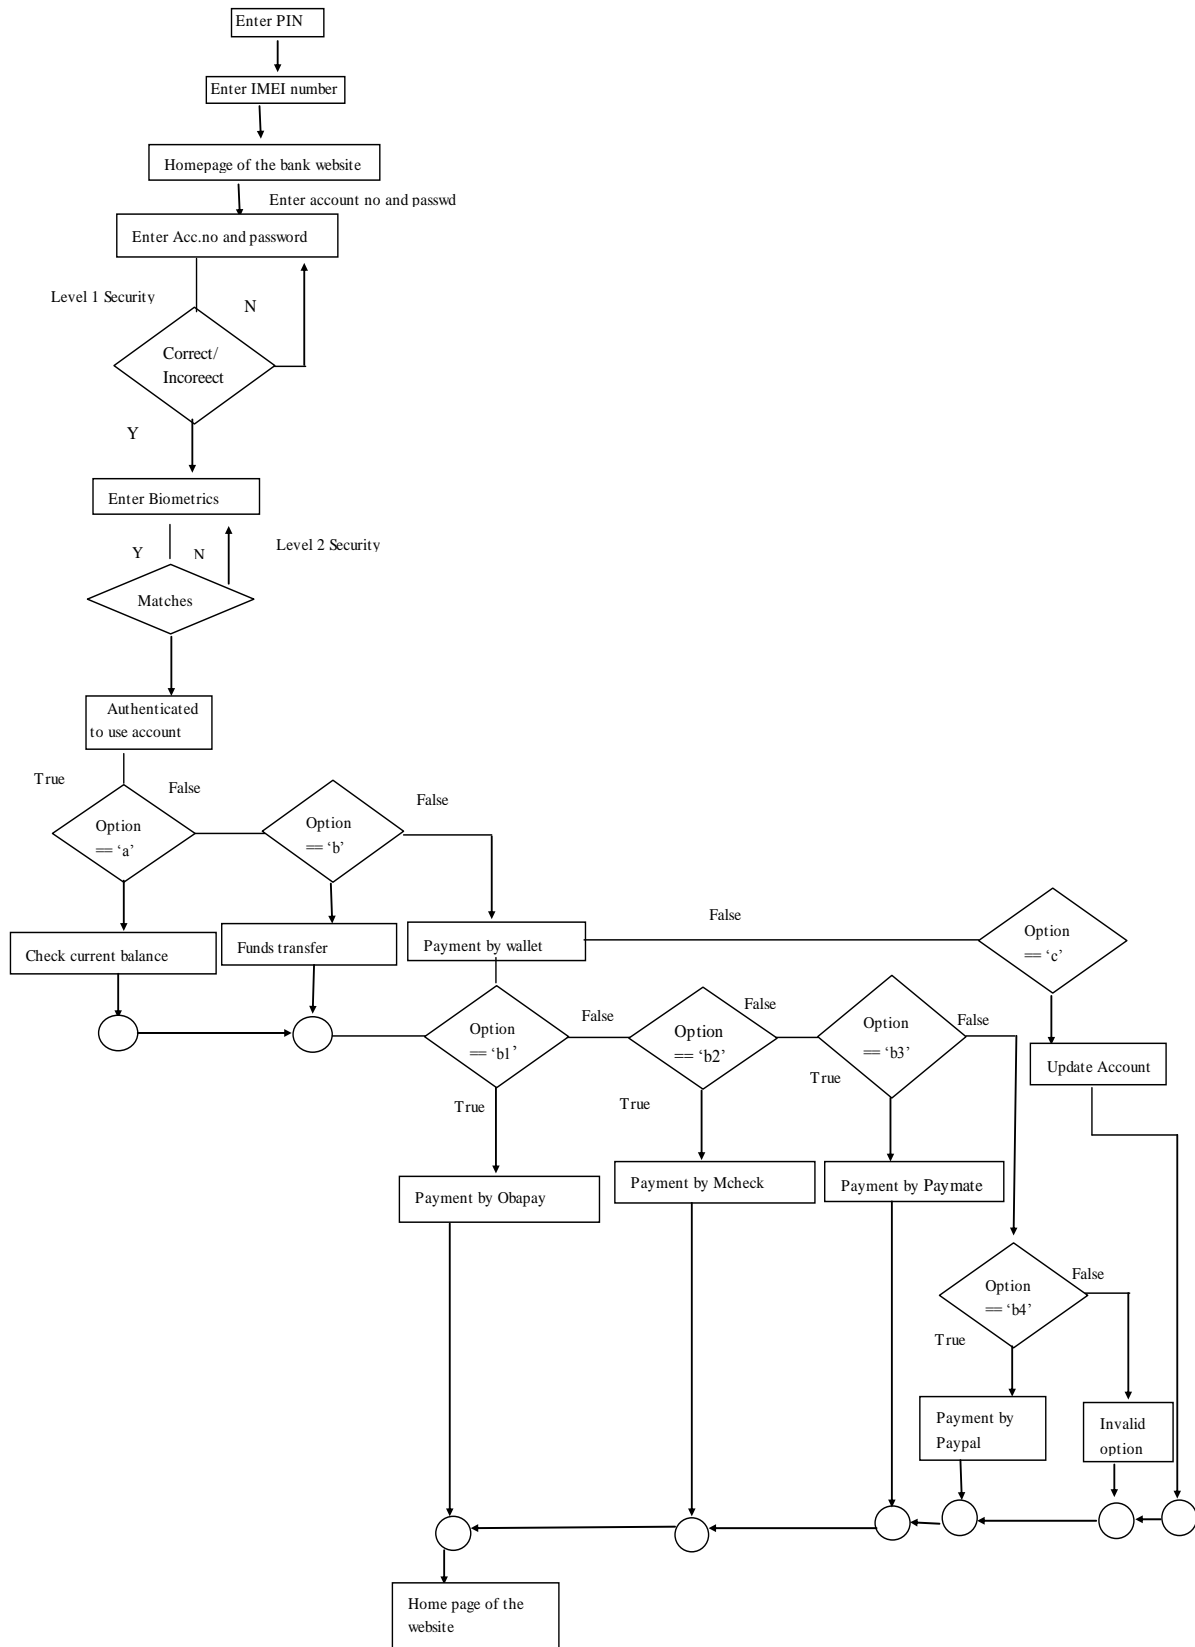 Enter PIN
Enter IMEI number
Homepage of the bank website
Enter account no and passwd
Enter Acc.no and password
Level 1 Security
N
Correct/
Incoreect
Y
Enter Biometrics
Y
N
Level 2 Security
Matches
Authenticated
to use account
True
False
Option
== ‘a’
Option
== ‘b’
False
Check current balance
Funds transfer
Payment by wallet
False
Option
== ‘c’
Update Account
Option
== ‘b1’
False
Option
== ‘b2’
False
Option
== ‘b3’
False
True
True
True
Payment by Obapay
Payment by Mcheck
Payment by Paymate
Option
== ‘b4’
False
True
Payment by
Paypal
Invalid
option
Home page of the
website